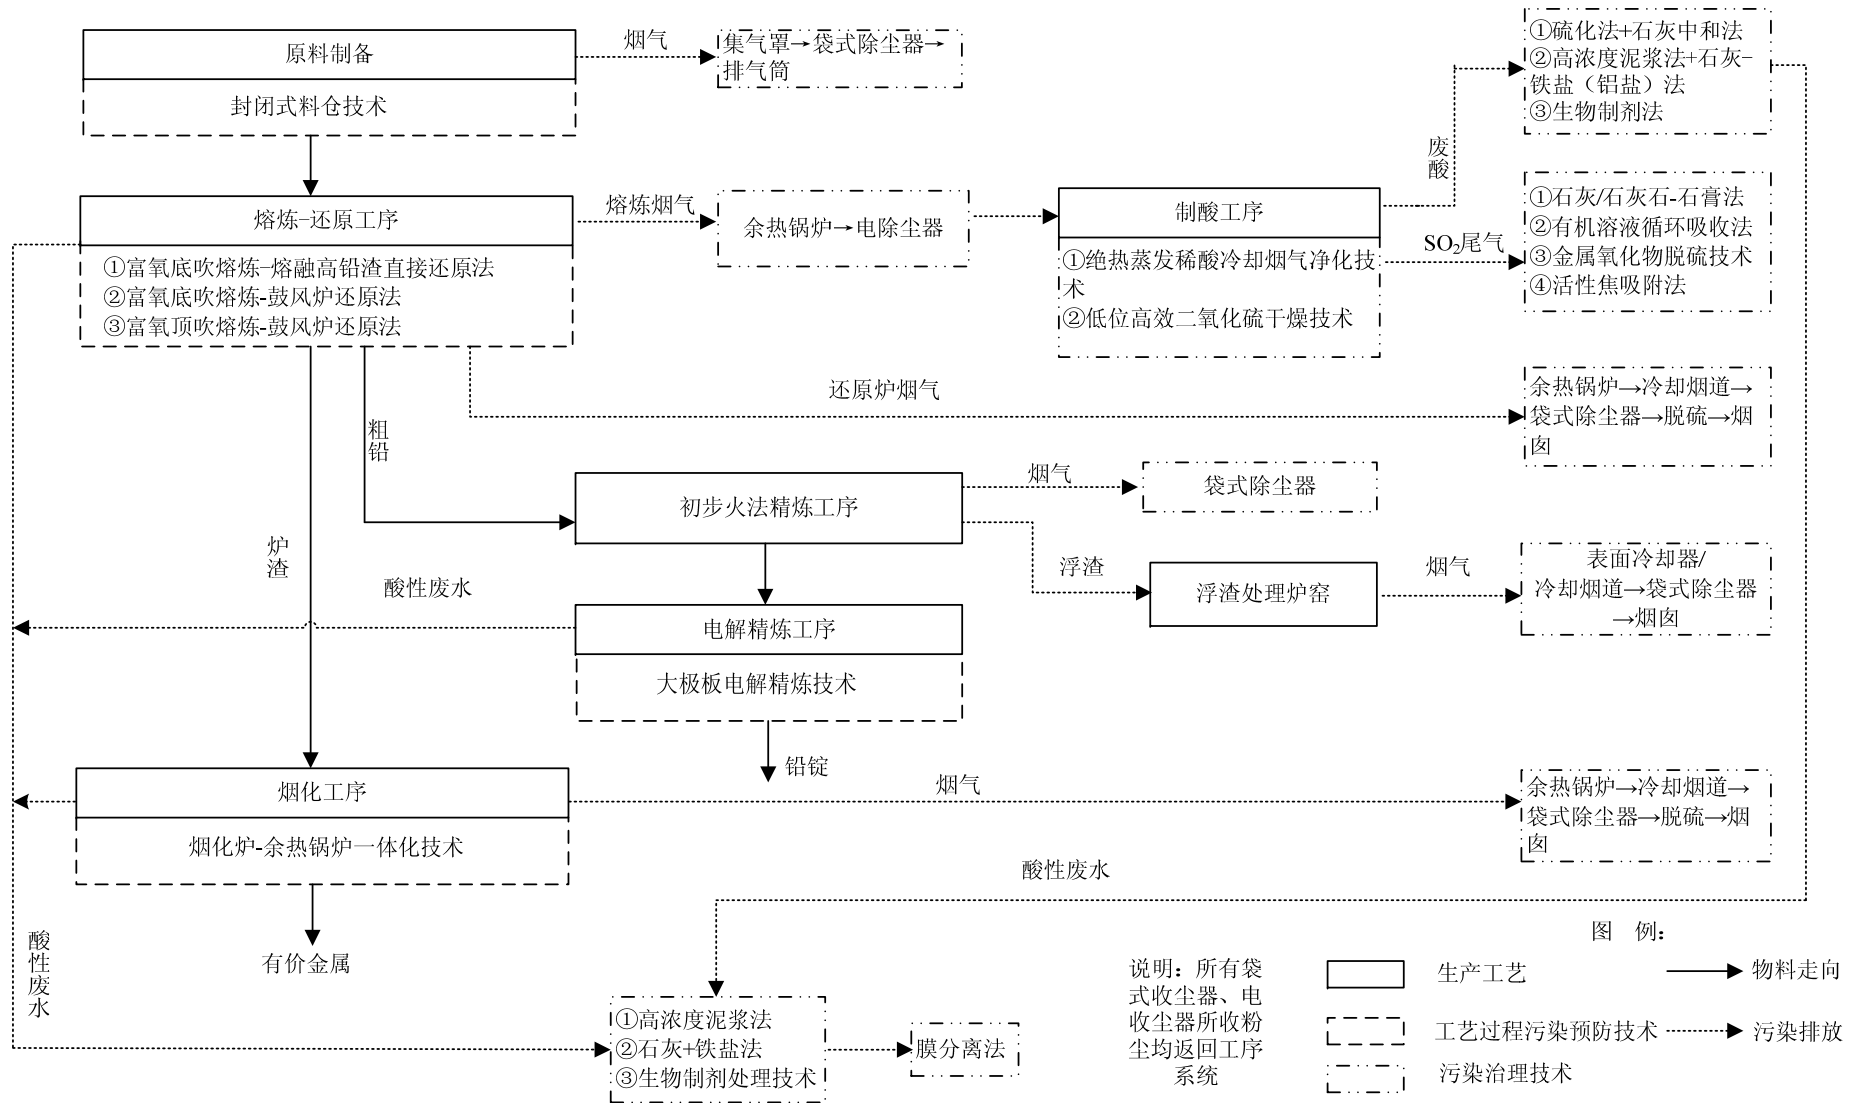 原料制备
封闭式料仓技术
烟气
集气罩→袋式除尘器→
排气筒
①硫化法+石灰中和法
②高浓度泥浆法+石灰-
铁盐（铝盐）法
③生物制剂法
废
酸
熔炼-还原工序
①富氧底吹熔炼-熔融高铅渣直接还原法
②富氧底吹熔炼-鼓风炉还原法
③富氧顶吹熔炼-鼓风炉还原法
熔炼烟气
余热锅炉→电除尘器
制酸工序
①绝热蒸发稀酸冷却烟气净化技
术
②低位高效二氧化硫干燥技术
SO₂尾气
①石灰/石灰石-石膏法
②有机溶液循环吸收法
③金属氧化物脱硫技术
④活性焦吸附法
还原炉烟气
余热锅炉→冷却烟道→
袋式除尘器→脱硫→烟
囱
粗
铅
初步火法精炼工序
烟气
袋式除尘器
浮渣
浮渣处理炉窑
烟气
表面冷却器/
冷却烟道→袋式除尘器
→烟囱
炉
渣
酸性废水
电解精炼工序
大极板电解精炼技术
铅锭
烟化工序
烟化炉-余热锅炉一体化技术
烟气
余热锅炉→冷却烟道→
袋式除尘器→脱硫→烟
囱
有价金属
酸性废水
酸
性
废
水
①高浓度泥浆法
②石灰+铁盐法
③生物制剂处理技术
膜分离法
说明：所有袋
式收尘器、电
收尘器所收粉
尘均返回工序
系统
图 例：
生产工艺
物料走向
工艺过程污染预防技术
污染排放
污染治理技术